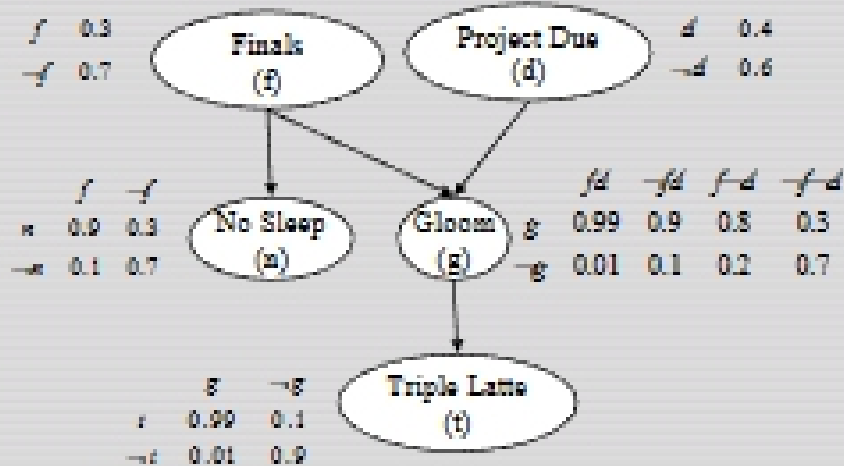 f 0.3
¬f 0.7
Finals
(f)
Project Due
(d)
d 0.4
¬d 0.6
f ¬f
n 0.9 0.3
¬n 0.1 0.7
No Sleep
(n)
Gloom
(g)
fd ¬fd f¬d ¬f¬d
g 0.99 0.9 0.8 0.3
¬g 0.01 0.1 0.2 0.7
g ¬g
t 0.99 0.1
¬t 0.01 0.9
Triple Latte
(t)